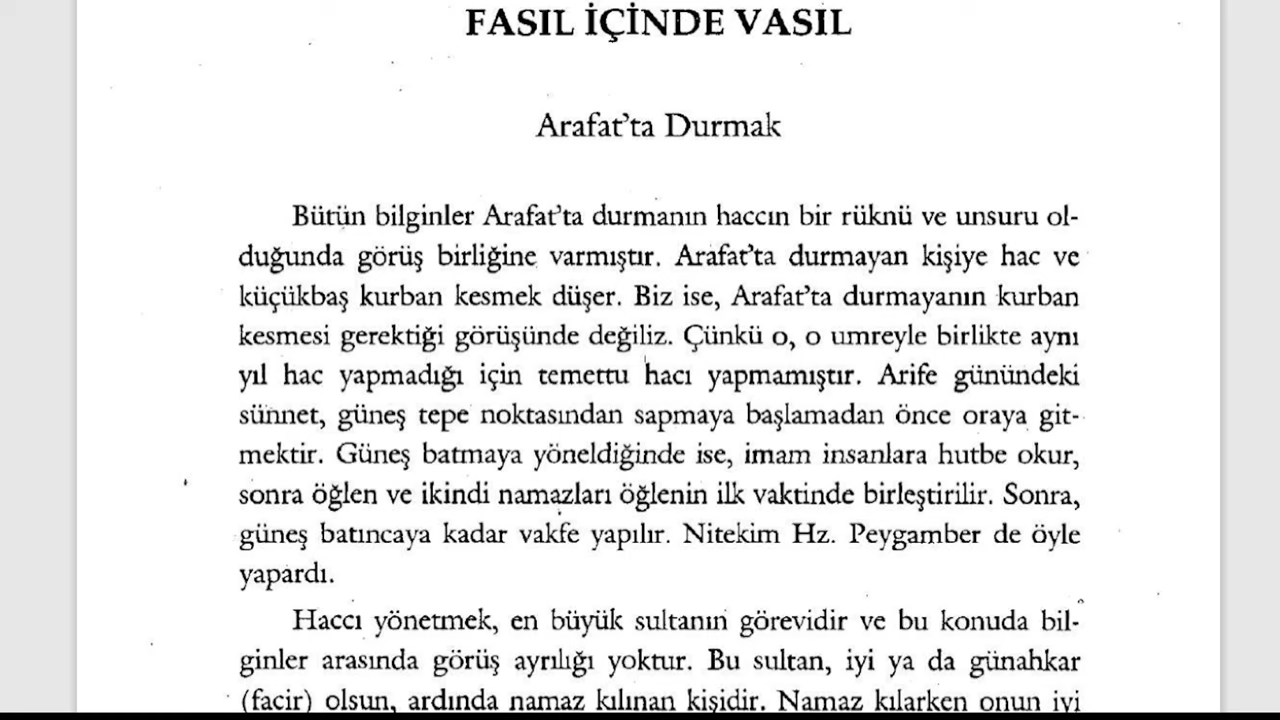 FASIL İÇİNDE VASIL
Arafat'ta Durmak
Bütün bilginler Arafat'ta durmanın haccın bir rüknü ve unsuru ol-
duğunda görüş birliğine varmıştır. Arafat'ta durmayan kişiye hac ve
küçükbaş kurban kesmek düşer. Biz ise, Arafat'ta durmayanın kurban
kesmesi gerektiği görüşünde değiliz. Çünkü o, o umreyle birlikte aynı
yıl hac yapmadığı için temettu hacı yapmamıştır. Arife günündeki
sünnet, güneş tepe noktasından sapmaya başlamadan önce oraya git-
mektir. Güneş batmaya yöneldiğinde ise, imam insanlara hutbe okur,
sonra öğlen ve ikindi namazları öğlenin ilk vaktinde birleştirilir. Sonra,
güneş batıncaya kadar vakfe yapılır. Nitekim Hz. Peygamber de öyle
yapardı.
Haccı yönetmek, en büyük sultanın görevidir ve bu konuda bil-
ginler arasında görüş ayrılığı yoktur. Bu sultan, iyi ya da günahkar
(facir) olsun, ardında namaz kılınan kişidir. Namaz kılarken onun iyi